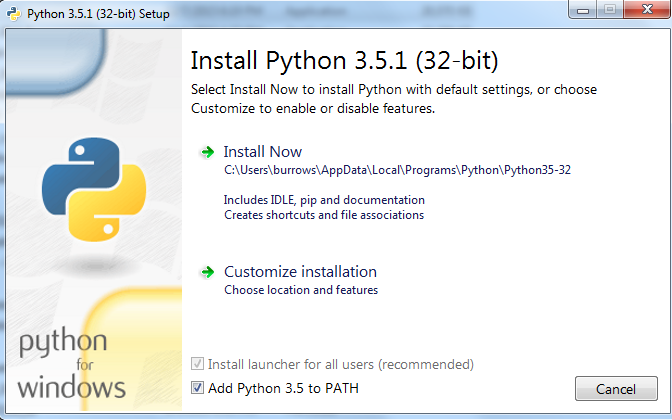 Python 3.5.1 (32-bit) Setup
Install Python 3.5.1 (32-bit)
Select Install Now to install Python with default settings, or choose
Customize to enable or disable features.
Install Now
C:\Users\burrows\AppData\Local\Programs\Python\Python35-32
Includes IDLE, pip and documentation
Creates shortcuts and file associations
Customize installation
Choose location and features
python
for
windows
Install launcher for all users (recommended)
Add Python 3.5 to PATH
Cancel